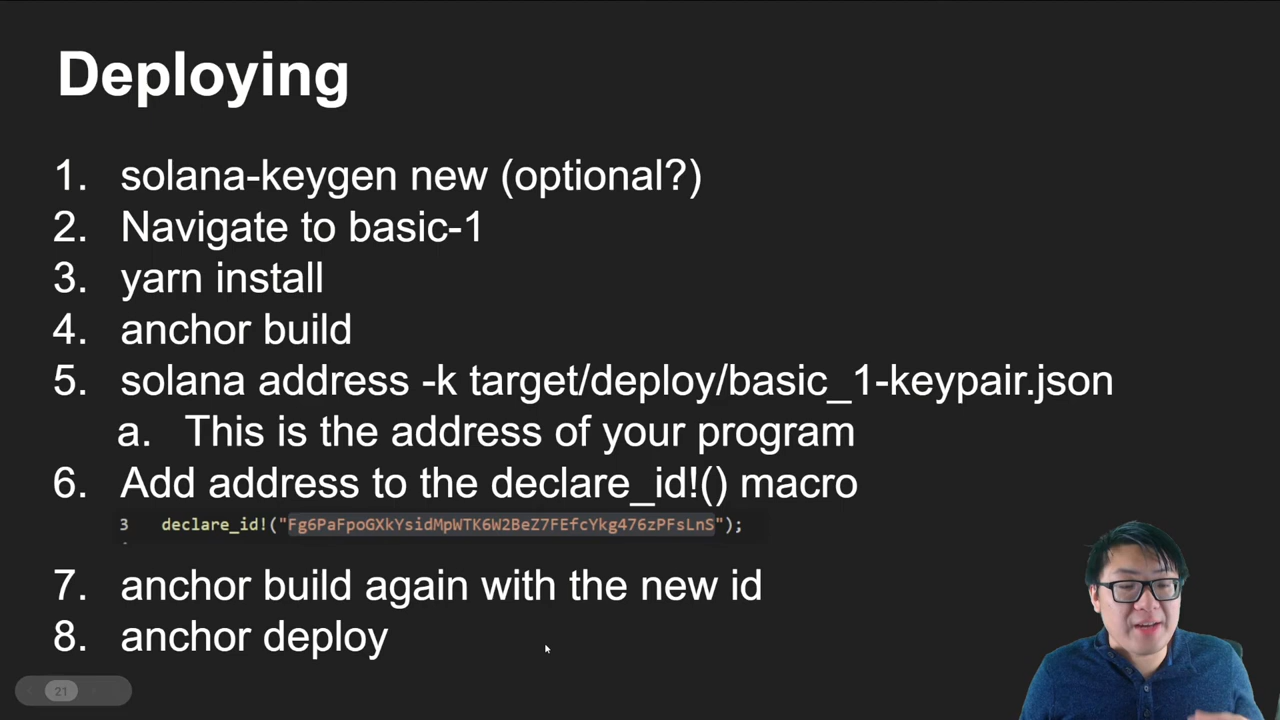 Deploying
1. solana-keygen new (optional?)
2. Navigate to basic-1
3. yarn install
4. anchor build
5. solana address -k target/deploy/basic_1-keypair.json
a. This is the address of your program
6. Add address to the declare_id!() macro
3 declare_id!("Fg6PaFpoGXkYsidMpWTK6W2BeZ7FEfcYkg476zPFsLnS");
7. anchor build again with the new id
8. anchor deploy
21